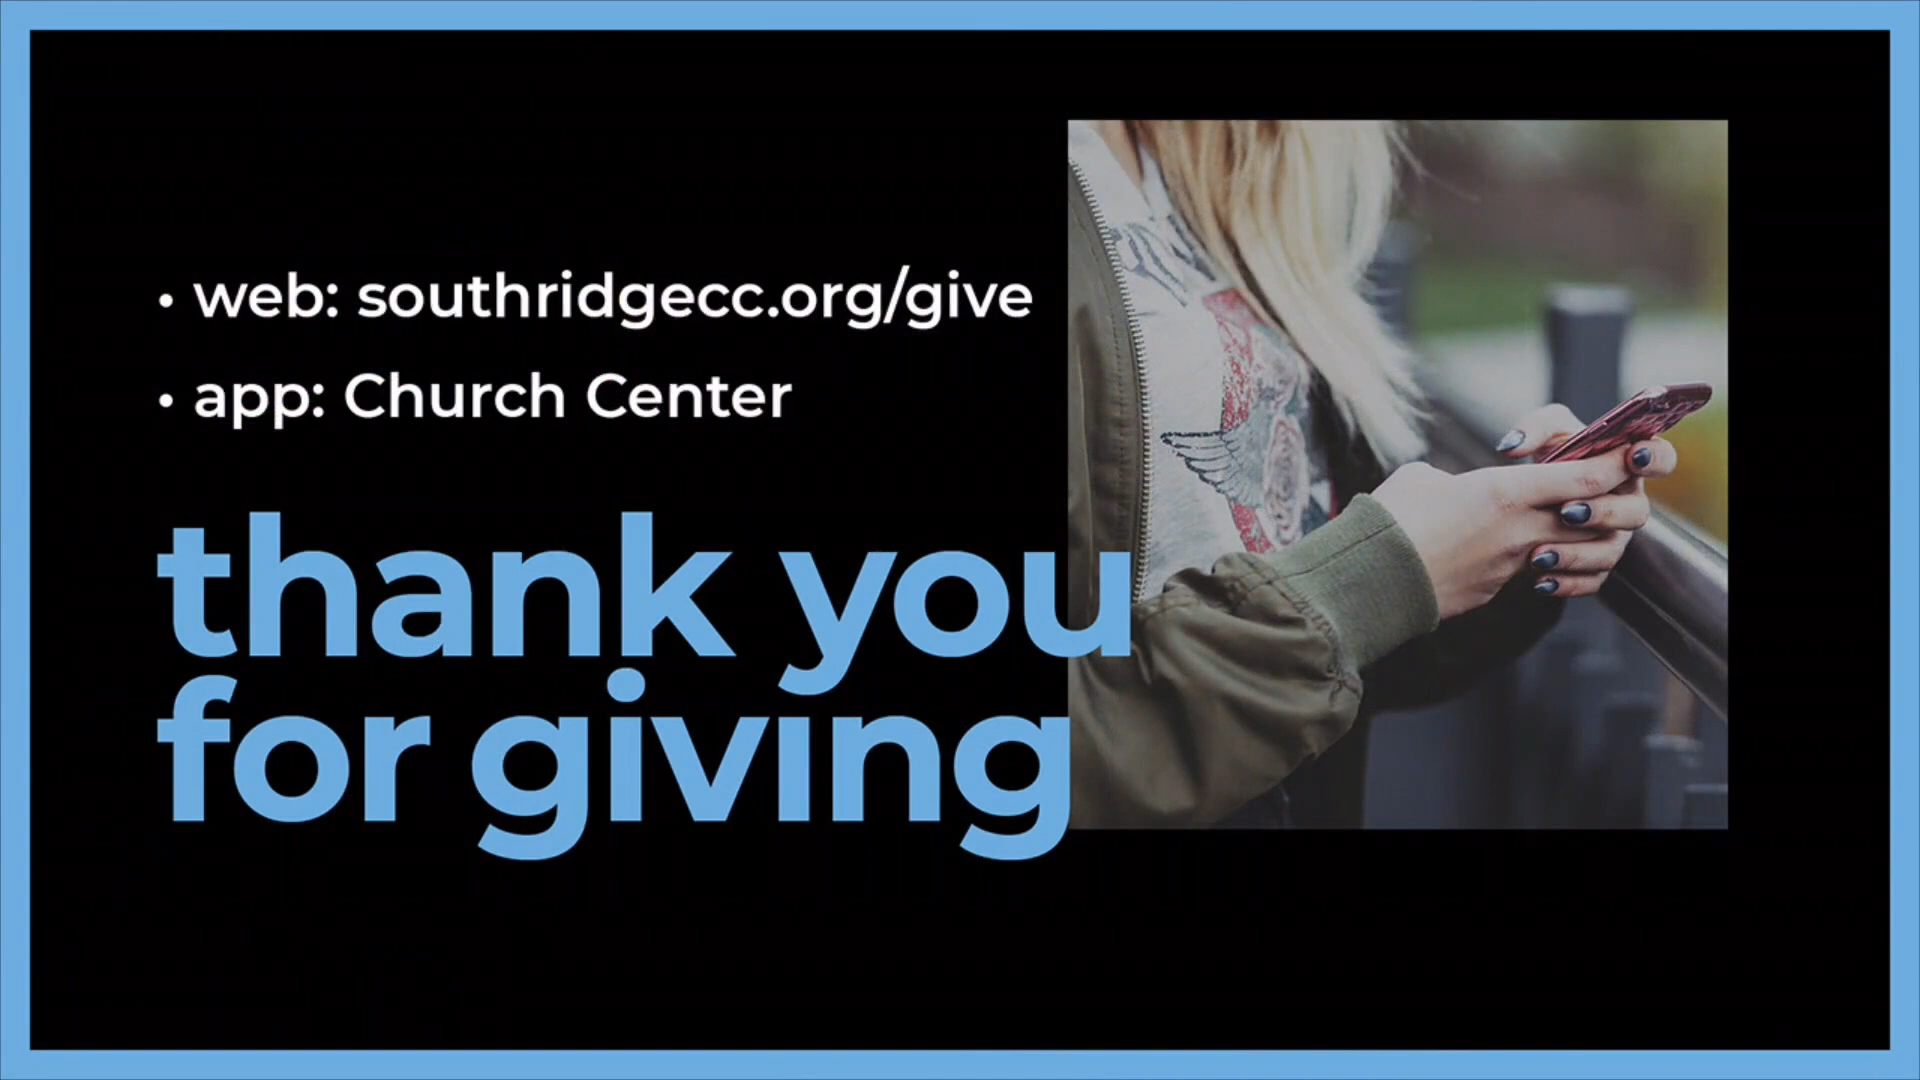 • web: southridgecc.org/give
• app: Church Center
thank you
for giving